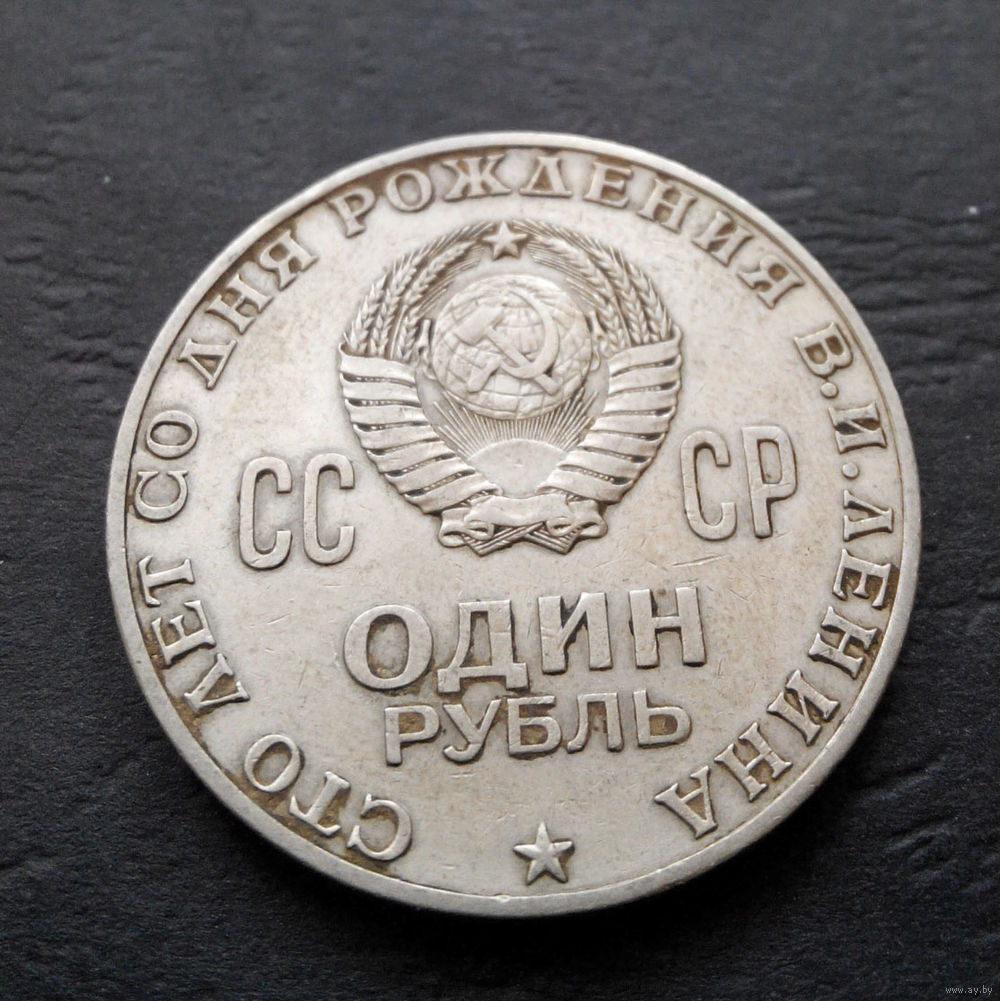 СТО ЛЕТ СО ДНЯ РОЖДЕНИЯ В.И.ЛЕНИНА
СС СР
ОДИН
РУБЛЬ
www.ay.by